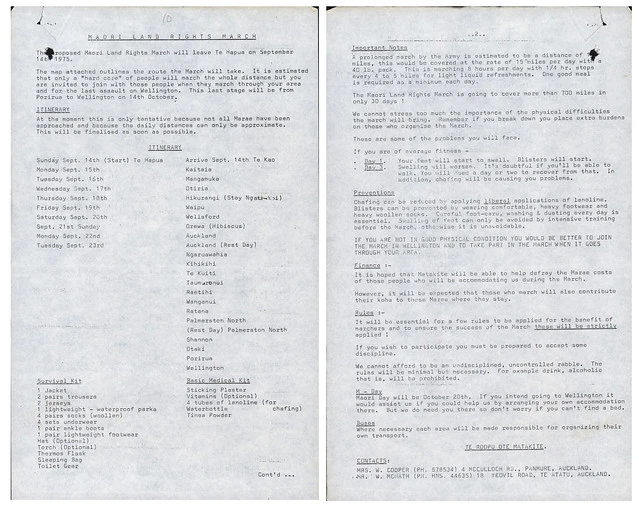 MAORI LAND RIGHTS MARCH
The proposed Maori Land Rights March will leave Te Hapua on September
14th 1975.
The map attached outlines the route the March will take. It is estimated
that only a "hard core" of people will march the whole distance but you
are invited to join with those people when they march through your area
and for the last assault on Wellington. This last stage will be from
Porirua to Wellington on 14th October.
ITINERARY
At the moment this is only tentative because not all Marae have been
approached and because the daily distances can only be approximate.
This will be finalised as soon as possible.
ITINERARY
Sunday Sept. 14th (Start) Te Hapua Arrive Sept. 14th Te Kao
Monday Sept. 15th Kaitaia
Tuesday Sept. 16th Mangamuka
Wednesday Sept. 17th Otiria
Thursday Sept. 18th Hikurangi (Stay Ngati-hi)
Friday Sept. 19th Waipu
Saturday Sept. 20th Wellsford
Sept. 21st Sunday Orewa (Hibiscus)
Monday Sept. 22nd Auckland
Tuesday Sept. 23rd Auckland (Rest Day)
Ngaruawahia
Kihikihi
Te Kuiti
Taumarunui
Raetihi
Wanganui
Ratana
Palmerston North
(Rest Day) Palmerston North
Shannon
Otaki
Porirua
Wellington
Survival Kit
1 Jacket
2 pairs trousers
2 jerseys
1 lightweight - waterproof parka
4 pairs socks (woollen)
4 sets underwear
1 pair ankle boots
1 pair lightweight footwear
Hat (Optional)
Torch (Optional)
Thermos Flask
Sleeping Bag
Toilet Gear
Basic Medical Kit
Sticking Plaster
Vitamins (Optional)
4 tubes of lanoline (for
Waterbottle chafing)
Tinea Powder
Cont'd ...
..2..
Important Notes
A prolonged march by the Army is estimated to be a distance of
miles, this would be covered at the rate of 15 miles per day with a
40 lb. pack. This march is 8 hours per day with 1/4 hr. stops
every 4 to 5 miles for light liquid refreshments. One good meal
is required as a minimum each day.
The Maori Land Rights March is going to cover more than 700 miles in
only 30 days !
We cannot stress too much the importance of the physical difficulties
the march will bring. Remember if you break down you place extra burdens
on those who organise the March.
These are some of the problems you will face.
If you are of average fitness -
Day 1. Your feet will start to swell. Blisters will start.
Day 3. Swelling will worsen. It's doubtful if you'll be able to
walk. You will need a day or two to recover from that. In
addition, chafing will be causing you problems.
Preventions
Chafing can be reduced by applying liberal applications of lanoline.
Blisters can be prevented by wearing comfortable, heavy footwear and
heavy woollen socks. Careful foot-care, washing & dusting every day is
essential. Swelling of feet can only be avoided by intensive training
before the March, otherwise it is unavoidable.
IF YOU ARE NOT IN GOOD PHYSICAL CONDITION YOU WOULD BE BETTER TO JOIN
THE MARCH IN WELLINGTON AND TO TAKE PART IN THE MARCH WHEN IT GOES
THROUGH YOUR AREA.
Finance :-
It is hoped that Matakite will be able to help defray the Marae costs
of those people who will be accommodating us during the March.
However, it will be expected that those who march will also contribute
their koha to those Marae where they stay.
Rules :-
It will be essential for a few rules to be applied for the benefit of
marchers and to ensure the success of the March these will be strictly
applied !
If you wish to participate you must be prepared to accept some
discipline.
We cannot afford to be an undisciplined, uncontrolled rabble. The
rules will be minimal but necessary. For example drink, alcoholic
that is, will be prohibited.
M - Day
Maori Day will be October 20th. If you intend going to Wellington it
would assist us if you could help us by arranging your own accommodation
there. But we do need you there so don't worry if you can't find a bed.
Buses
Where necessary each area will be made responsible for organizing their
own transport.
TE ROOPU OTE MATAKITE.
CONTACTS:
MRS. W. COOPER (PH. 578534) 4 MCCULLOCH RD., PANMURE, AUCKLAND.
MR. W. MCMATH (PH. HNS. 44635) 18 YEOVIL ROAD, TE ATATU, AUCKLAND.